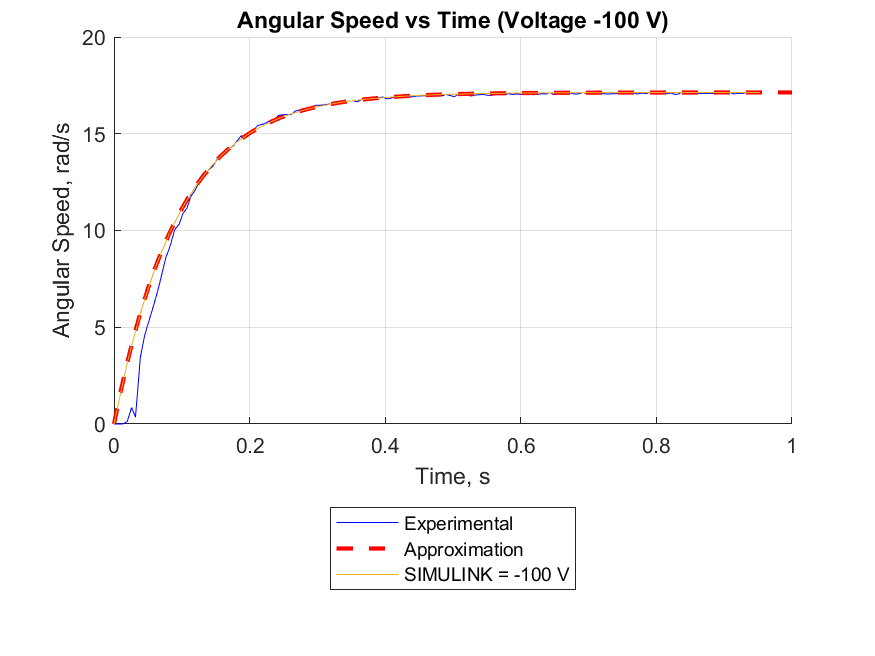 Angular Speed vs Time (Voltage -100 V)
20
15
10
5
0
Angular Speed, rad/s
0 0.2 0.4 0.6 0.8 1
Time, s
Experimental
Approximation
SIMULINK = -100 V